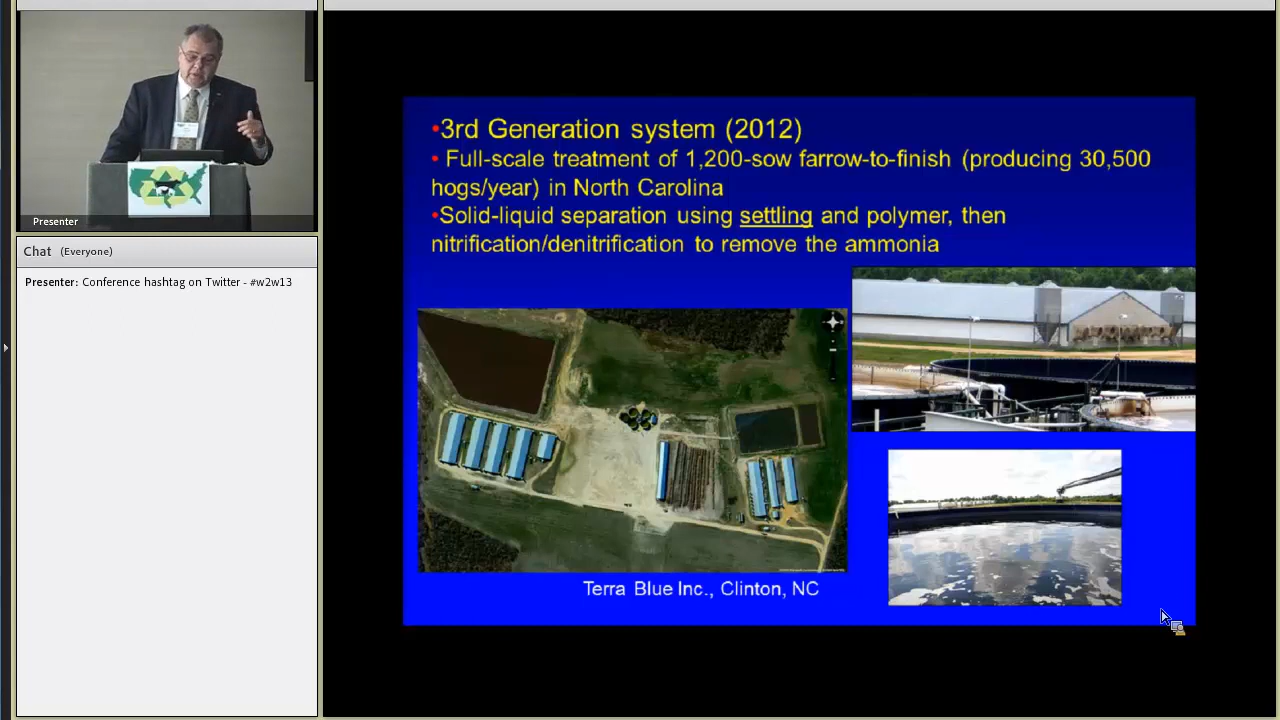 Presenter
Chat (Everyone)
Presenter: Conference hashtag on Twitter - #w2w13
•3rd Generation system (2012)
• Full-scale treatment of 1,200-sow farrow-to-finish (producing 30,500
hogs/year) in North Carolina
•Solid-liquid separation using settling and polymer, then
nitrification/denitrification to remove the ammonia
Terra Blue Inc., Clinton, NC